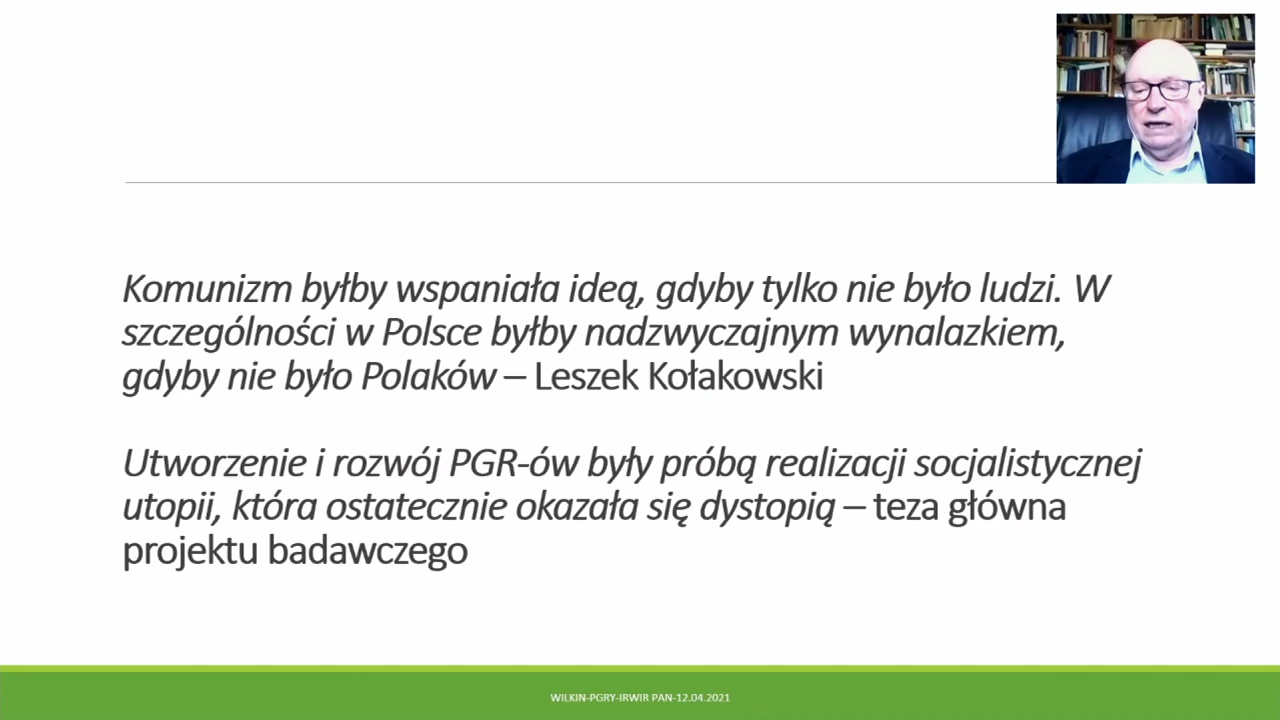 Komunizm byłby wspaniała ideą, gdyby tylko nie było ludzi. W
szczególności w Polsce byłby nadzwyczajnym wynalazkiem,
gdyby nie było Polaków – Leszek Kołakowski
Utworzenie i rozwój PGR-ów były próbą realizacji socjalistycznej
utopii, która ostatecznie okazała się dystopią – teza główna
projektu badawczego
WILKIN-PGRY-IRWIR PAN-12.04.2021